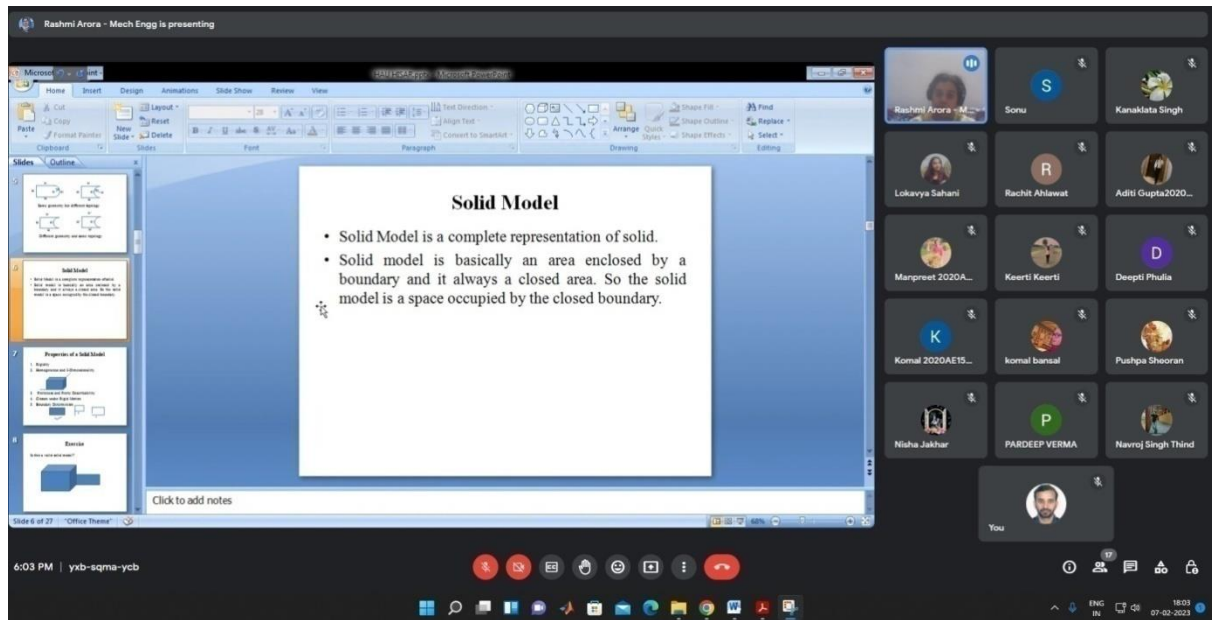 Rashmi Arora - Mech Engg is presenting
Home Insert Design Animations Slide Show Review View
Cut
Copy
Format Painter
Paste
Clipboard
New Slide
Layout
Reset
Delete
Slides
Font
Text Direction
Align Text
Convert to SmartArt
Paragraph
Arrange
Quick Styles
Shape Fill
Shape Outline
Shape Effects
Drawing
Find
Replace
Select
Editing
Slides Outline
Solid Model
7
Properties of a Solid Model
8
Exercise
Solid Model
• Solid Model is a complete representation of solid.
• Solid model is basically an area enclosed by a
boundary and it always a closed area. So the solid
model is a space occupied by the closed boundary.
Click to add notes
Slide 6 of 27 "Office Theme"
68%
Rashmi Arora - M...
S
Sonu
Kanaklata Singh
Lokavya Sahani
R
Rachit Ahlawat
Aditi Gupta2020...
Manpreet 2020A...
Keerti Keerti
D
Deepti Phulia
K
Komal 2020AE15...
komal bansal
Pushpa Sheoran
Nisha Jakhar
P
PARDEEP VERMA
Navroj Singh Thind
You
6:03 PM | yxb-sqma-ycb
17
ENG
IN
18:03
07-02-2023